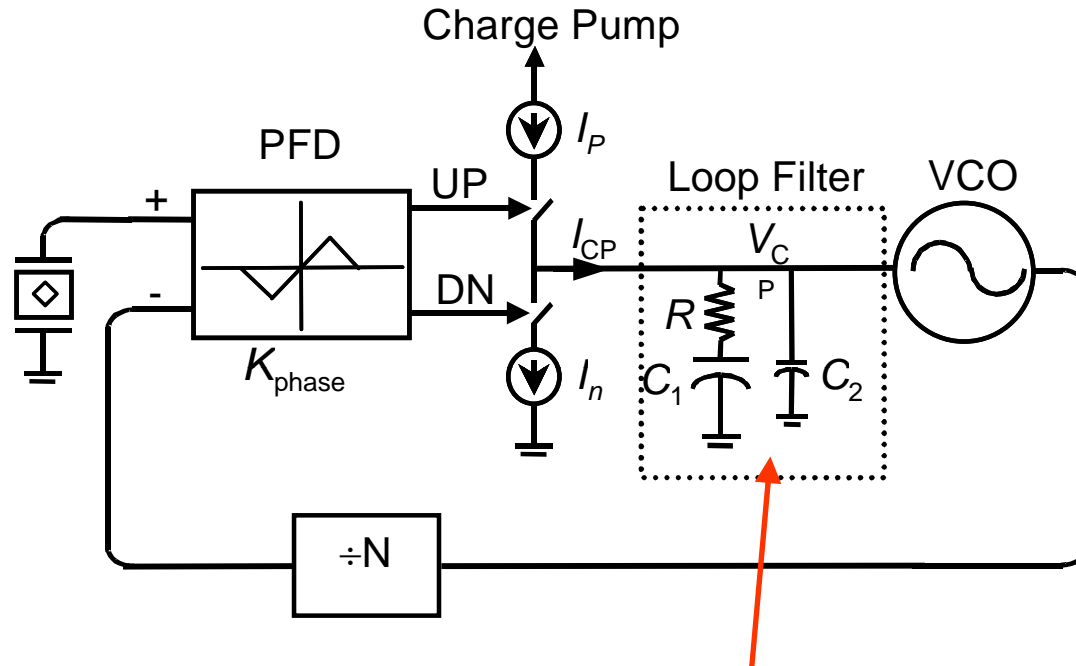 Charge Pump
I_P
PFD
UP
Loop Filter
VCO
+
I_CP
V_C
P
-
DN
R
C_1
C_2
K_phase
I_n
÷N